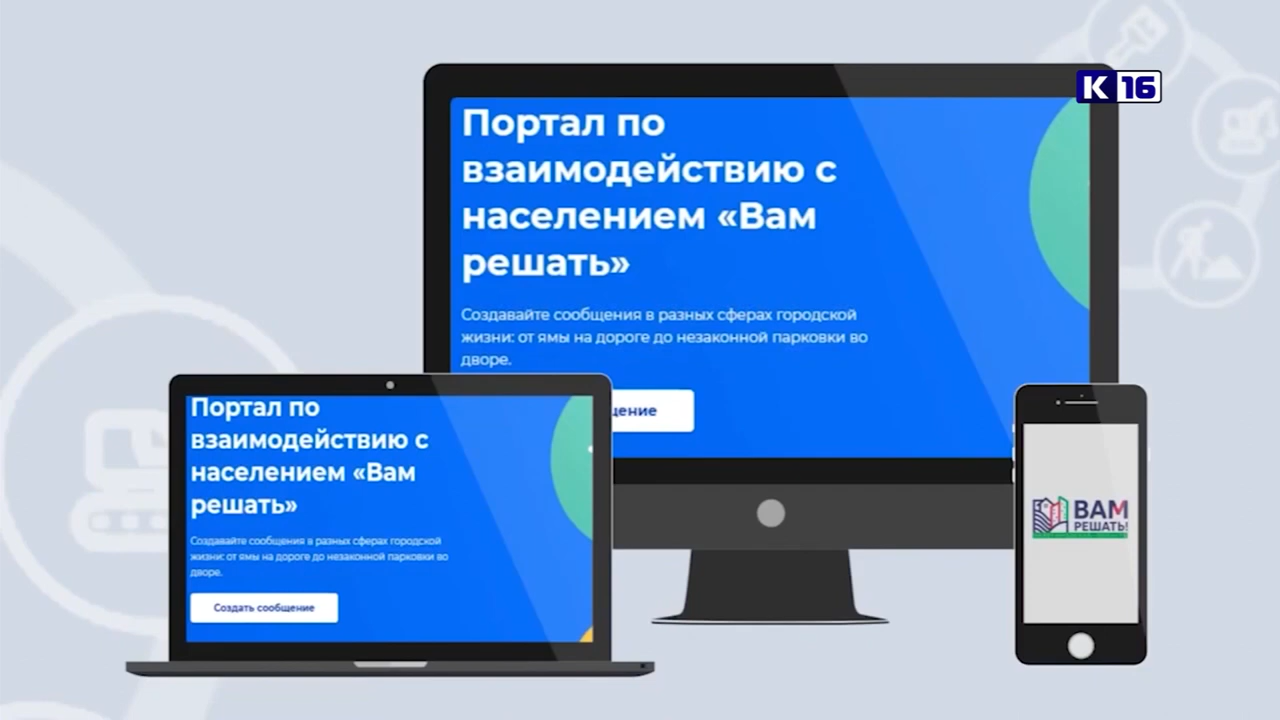 К 16
Портал по
взаимодействию с
населением «Вам
решать»
Создавайте сообщения в разных сферах городской
жизни: от ямы на дороге до незаконной парковки во
дворе.
щение
Портал по
взаимодействию с
населением «Вам
решать»
Создавайте сообщения в разных сферах городской
жизни: от ямы на дороге до незаконной парковки во
дворе.
Создать сообщение
ВАМ
РЕШАТЬ!